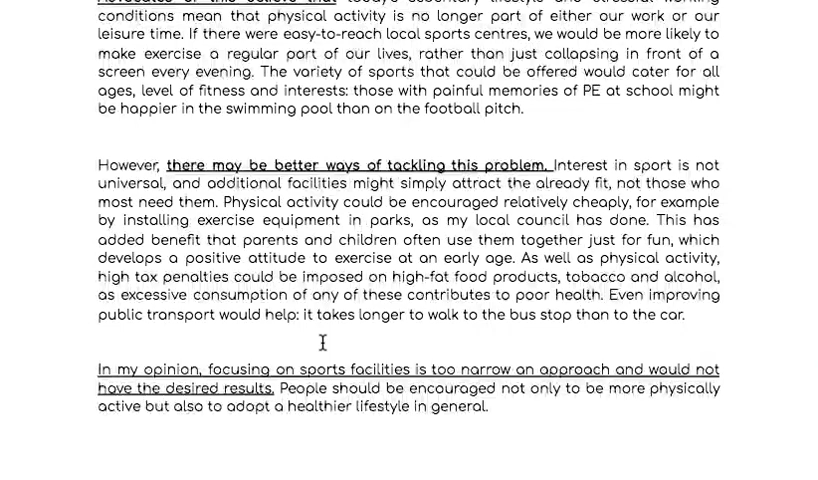 Advocates of this believe that today's sedentary lifestyle and stressful working
conditions mean that physical activity is no longer part of either our work or our
leisure time. If there were easy-to-reach local sports centres, we would be more likely to
make exercise a regular part of our lives, rather than just collapsing in front of a
screen every evening. The variety of sports that could be offered would cater for all
ages, level of fitness and interests: those with painful memories of PE at school might
be happier in the swimming pool than on the football pitch.
However, there may be better ways of tackling this problem. Interest in sport is not
universal, and additional facilities might simply attract the already fit, not those who
most need them. Physical activity could be encouraged relatively cheaply, for example
by installing exercise equipment in parks, as my local council has done. This has
added benefit that parents and children often use them together just for fun, which
develops a positive attitude to exercise at an early age. As well as physical activity,
high tax penalties could be imposed on high-fat food products, tobacco and alcohol,
as excessive consumption of any of these contributes to poor health. Even improving
public transport would help: it takes longer to walk to the bus stop than to the car.
In my opinion, focusing on sports facilities is too narrow an approach and would not
have the desired results. People should be encouraged not only to be more physically
active but also to adopt a healthier lifestyle in general.